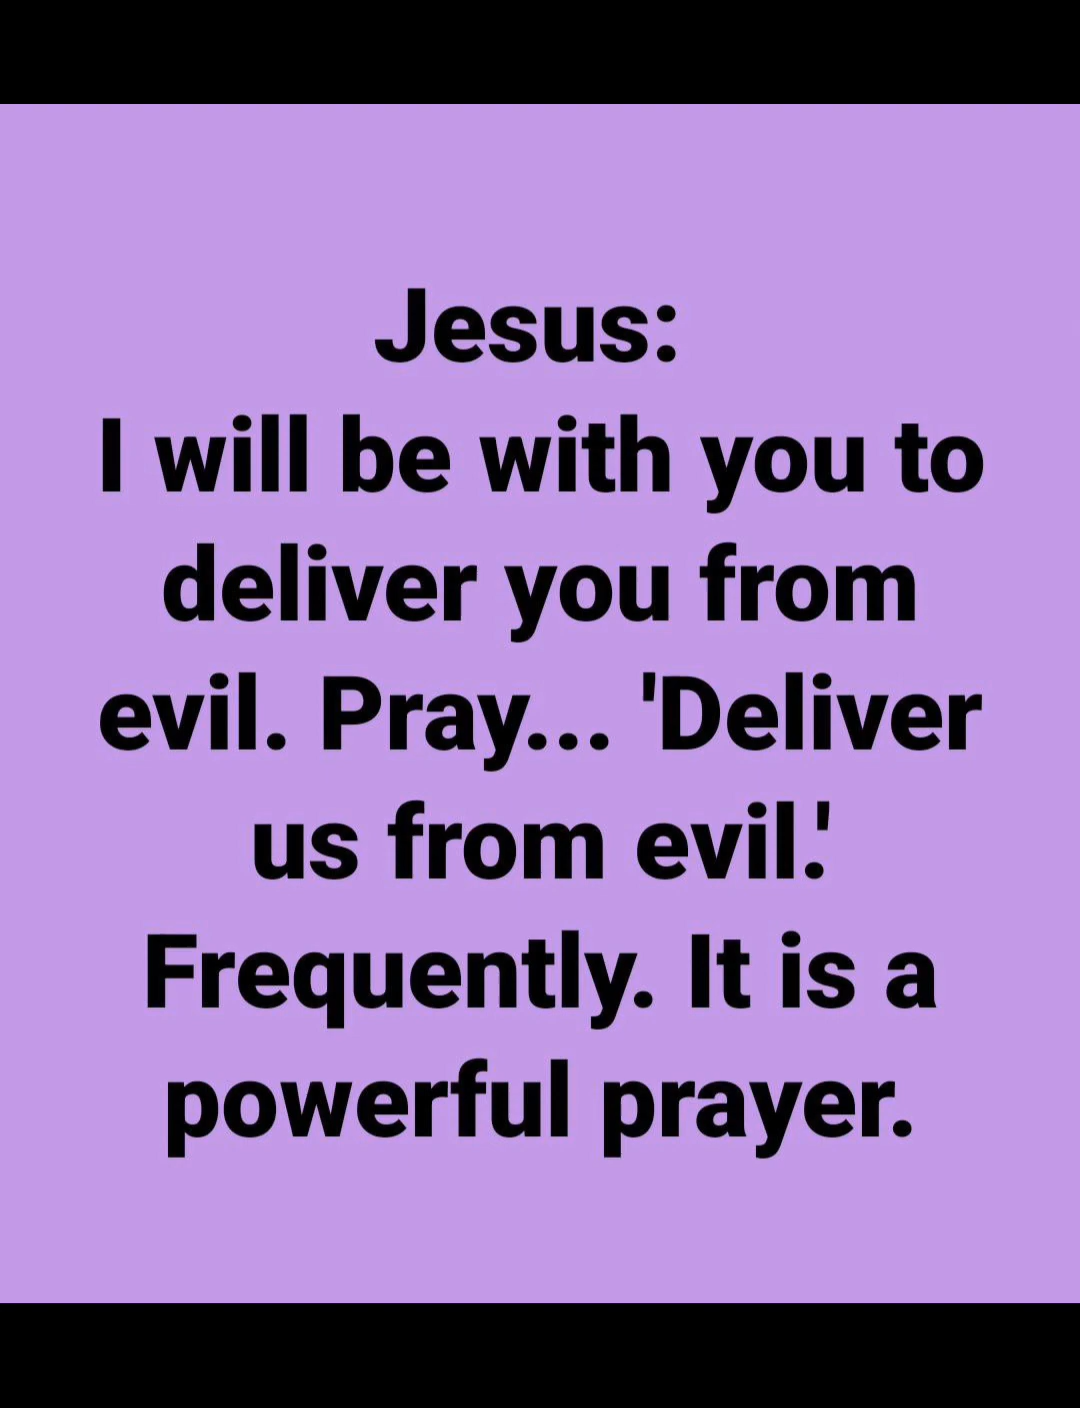 Jesus:
I will be with you to
deliver you from
evil. Pray... 'Deliver
us from evil.'
Frequently. It is a
powerful prayer.